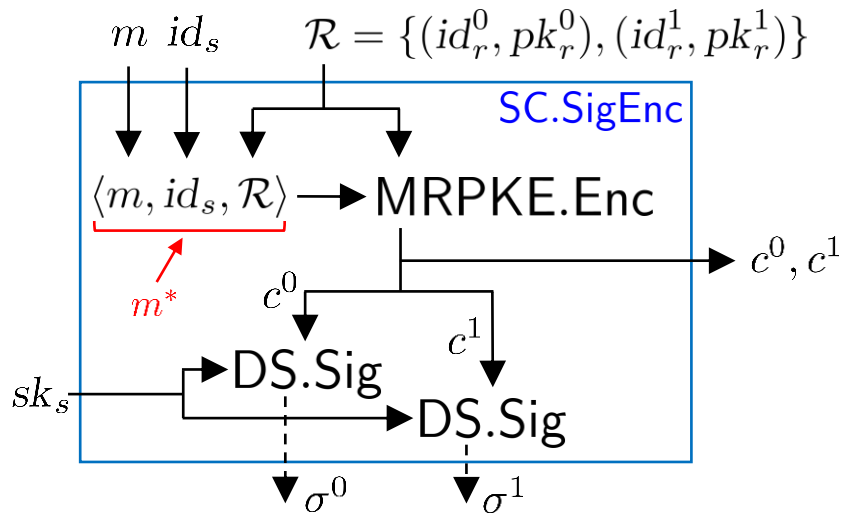 m id_s R = {(id_r^0, pk_r^0), (id_r^1, pk_r^1)}
SC.SigEnc
⟨m, id_s, R⟩ MRPKE.Enc
c^0, c^1
m*
c^0
c^1
DS.Sig
sk_s
DS.Sig
σ^0 σ^1